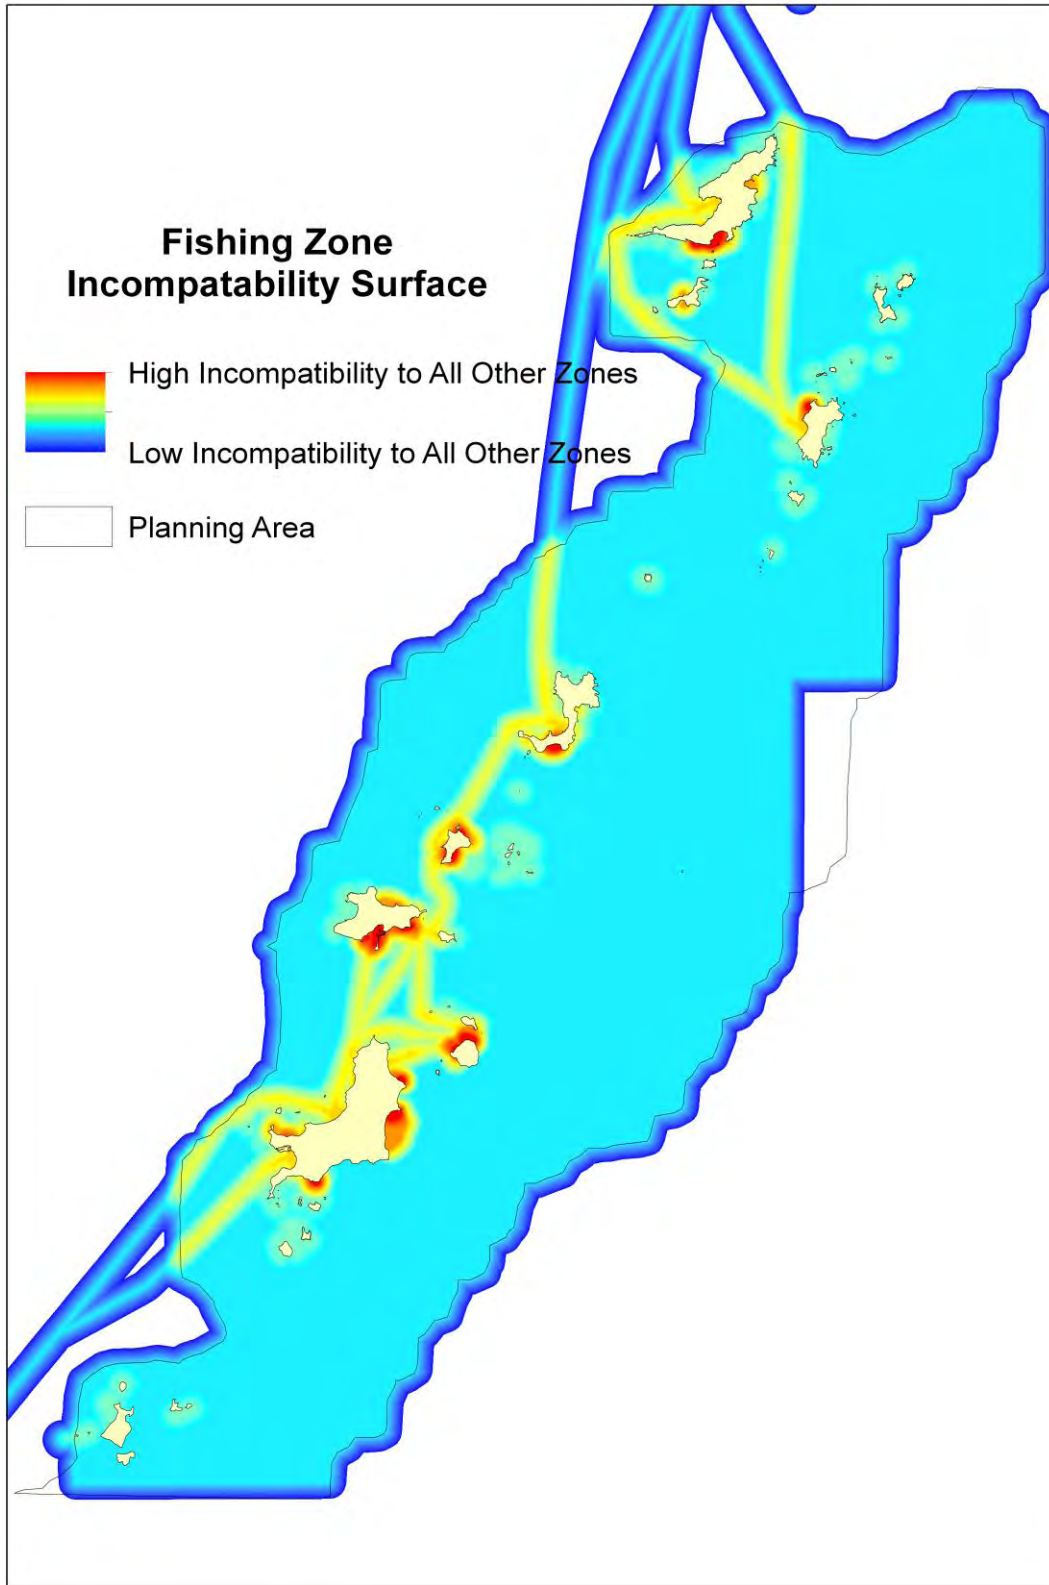 Fishing Zone
Incompatability Surface
High Incompatibility to All Other Zones
Low Incompatibility to All Other Zones
Planning Area